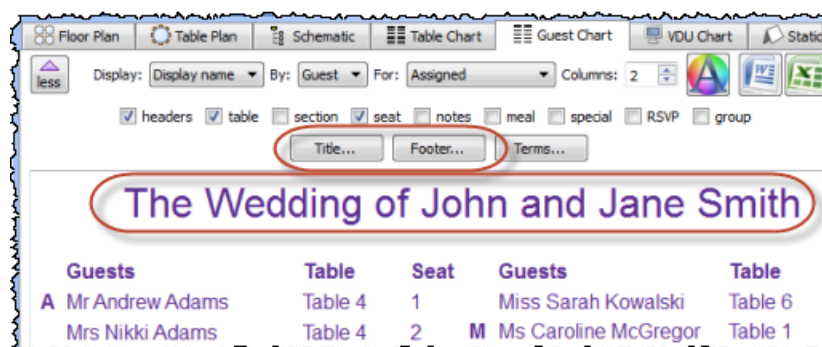 Floor Plan Table Plan Schematic Table Chart Guest Chart VDU Chart Static
less Display: Display name By: Guest For: Assigned Columns: 2
headers table section seat notes meal special RSVP group
Title... Footer... Terms...
The Wedding of John and Jane Smith
Guests Table Seat Guests Table
A Mr Andrew Adams Table 4 1 Miss Sarah Kowalski Table 6
Mrs Nikki Adams Table 4 2 M Ms Caroline McGregor Table 1